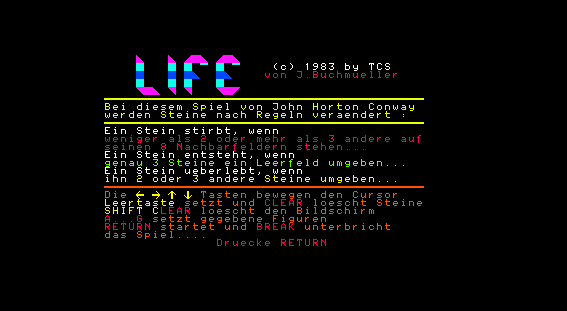 LIFE
(c) 1983 by TCS
von J.Buchmueller
Bei diesem Spiel von John Horton Conway
werden Steine nach Regeln veraendert :
Ein Stein stirbt, wenn
weniger als 2 oder mehr als 3 andere auf
seinen 8 Nachbarfeldern stehen...
Ein Stein entsteht, wenn
genau 3 Steine ein Leerfeld umgeben...
Ein Stein ueberlebt, wenn
ihn 2 oder 3 andere Steine umgeben...
Die ← → ↑ ↓ Tasten bewegen den Cursor
Leertaste setzt und CLEAR loescht Steine
SHIFT CLEAR loescht den Bildschirm
A...G setzt gegebene Figuren
RETURN startet und BREAK unterbricht
das Spiel....
Druecke RETURN